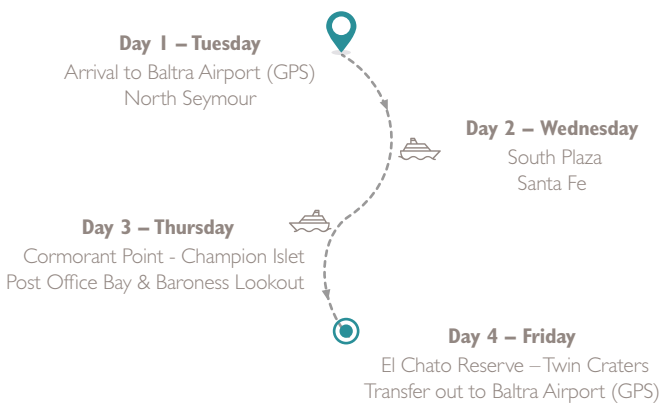 Day 1 – Tuesday
Arrival to Baltra Airport (GPS)
North Seymour
Day 2 – Wednesday
South Plaza
Santa Fe
Day 3 – Thursday
Cormorant Point - Champion Islet
Post Office Bay & Baroness Lookout
Day 4 – Friday
El Chato Reserve – Twin Craters
Transfer out to Baltra Airport (GPS)